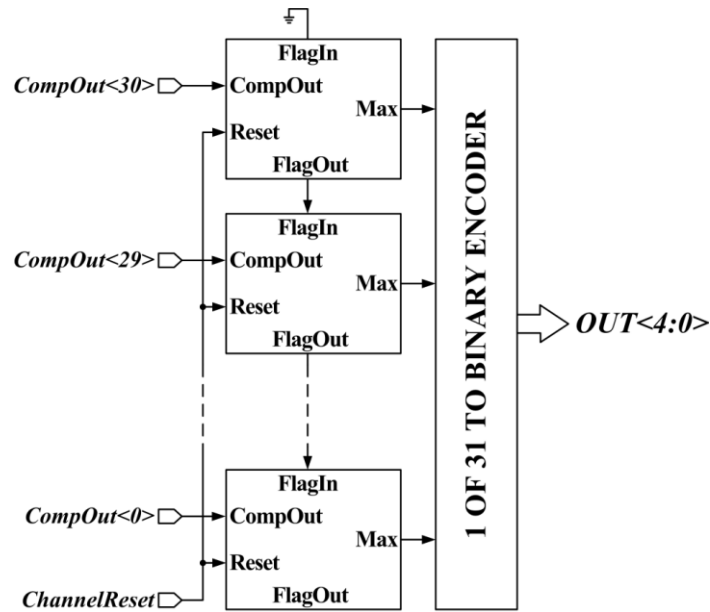 FlagIn
CompOut<30>
CompOut
Max
Reset
FlagOut
FlagIn
CompOut<29>
CompOut
Max
Reset
FlagOut
FlagIn
CompOut<0>
CompOut
Max
Reset
ChannelReset
FlagOut
1 OF 31 TO BINARY ENCODER
OUT<4:0>